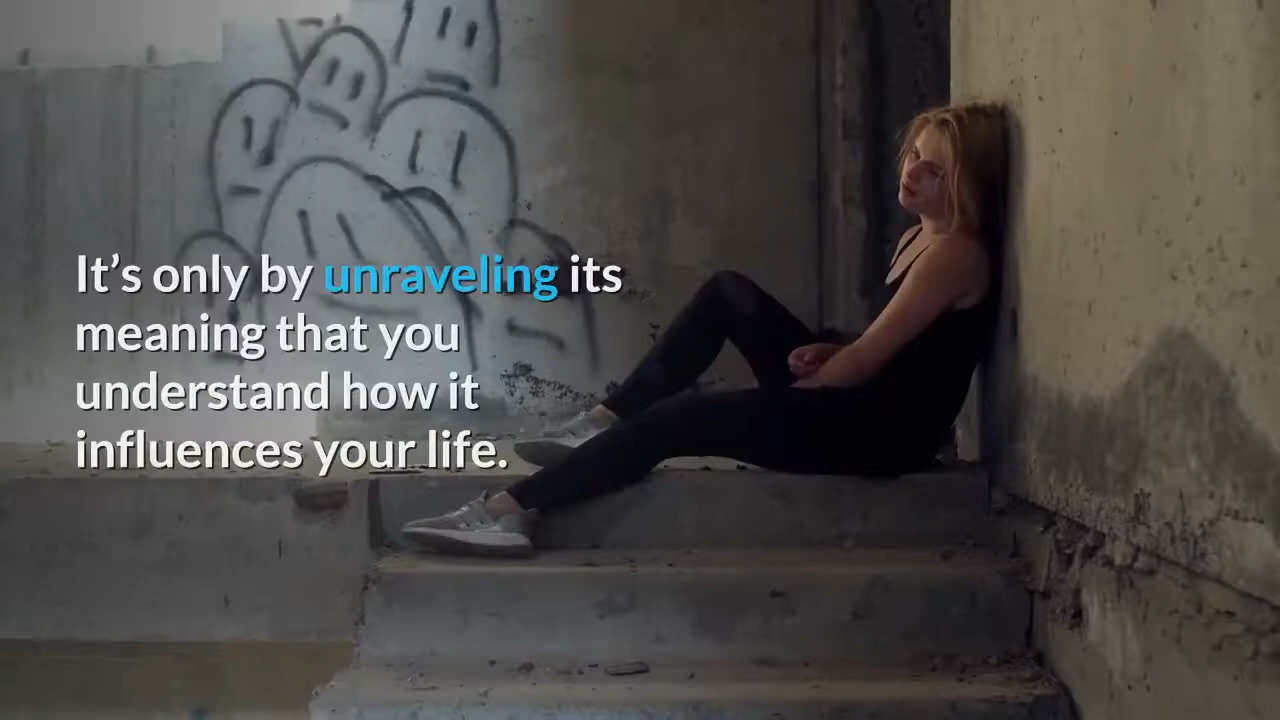 It’s only by unraveling its
meaning that you
understand how it
influences your life.